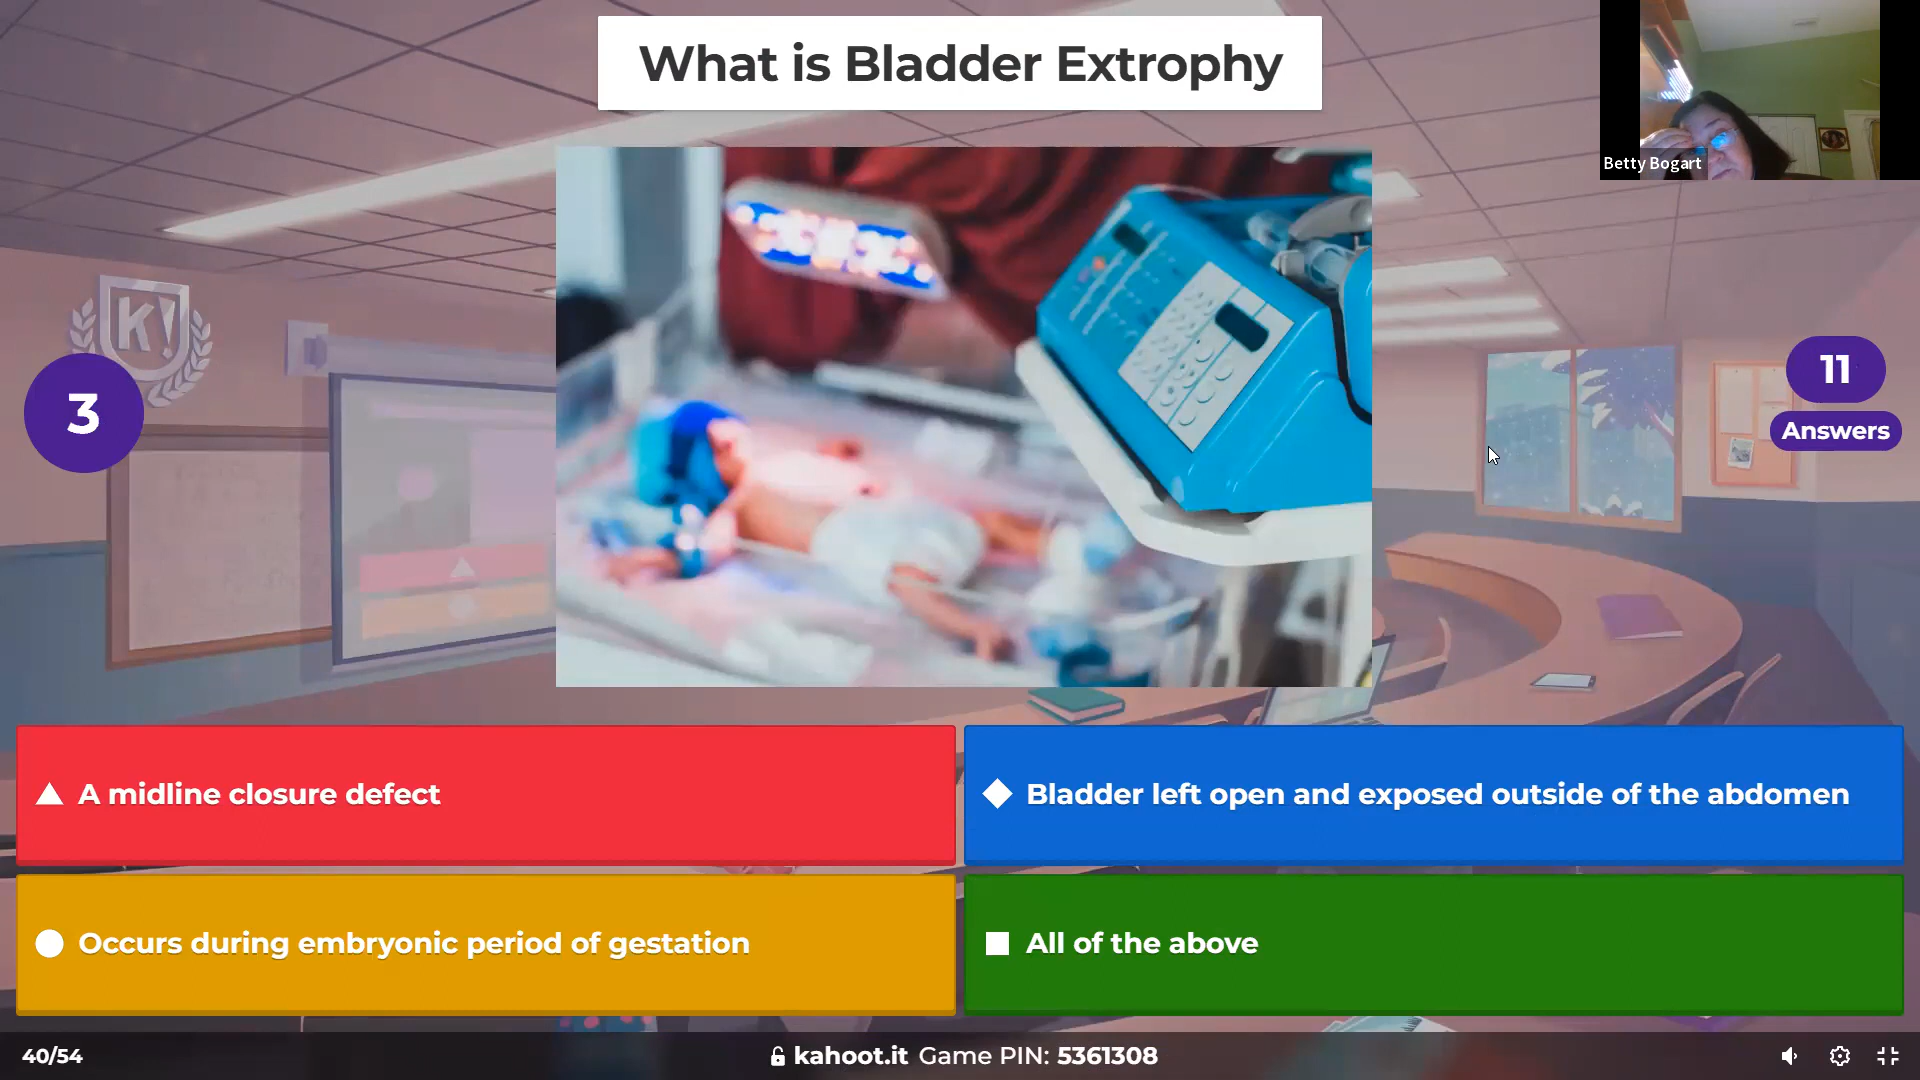 What is Bladder Extrophy
Betty Bogart
K!
3
11
Answers
A midline closure defect
Bladder left open and exposed outside of the abdomen
Occurs during embryonic period of gestation
All of the above
40/54
kahoot.it Game PIN: 5361308